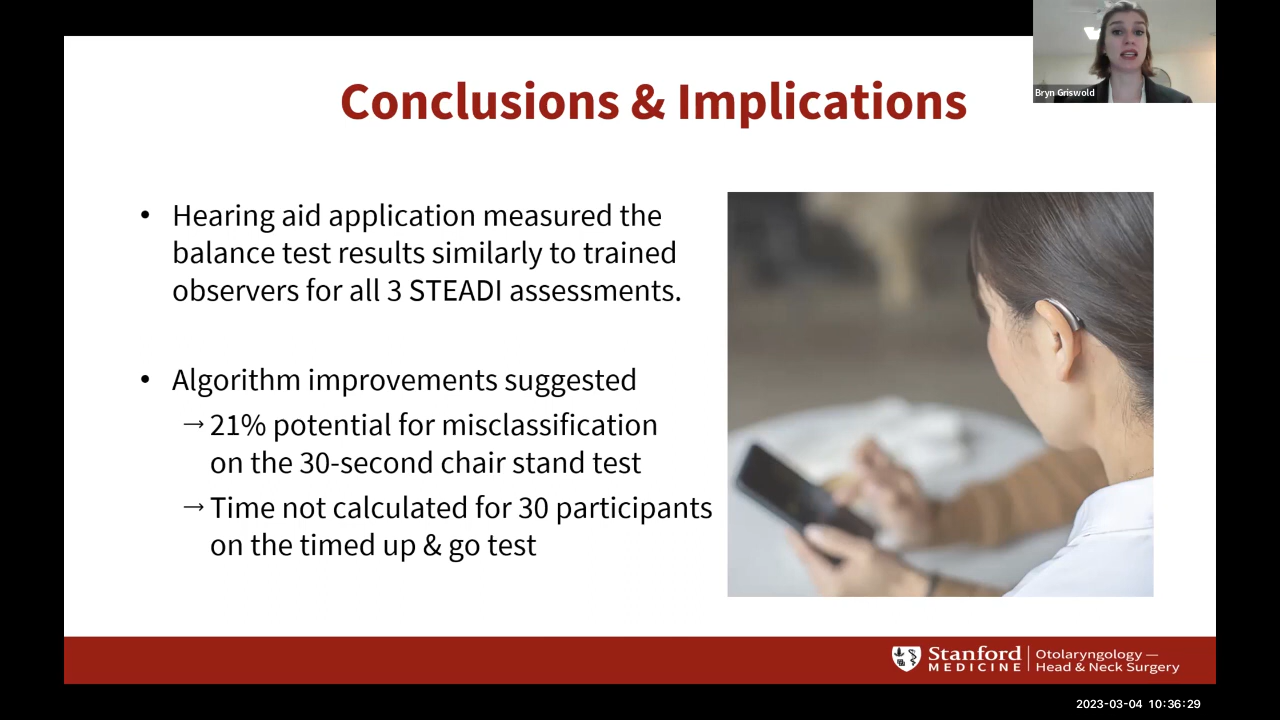 Conclusions & Implications
Bryn Griswold
• Hearing aid application measured the
balance test results similarly to trained
observers for all 3 STEADI assessments.
• Algorithm improvements suggested
→ 21% potential for misclassification
on the 30-second chair stand test
→ Time not calculated for 30 participants
on the timed up & go test
Stanford
MEDICINE
Otolaryngology —
Head & Neck Surgery
2023-03-04 10:36:29